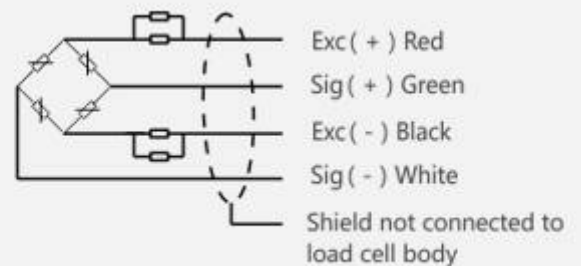 Exc( + ) Red
Sig( + ) Green
Exc( - ) Black
Sig( - ) White
Shield not connected to
load cell body